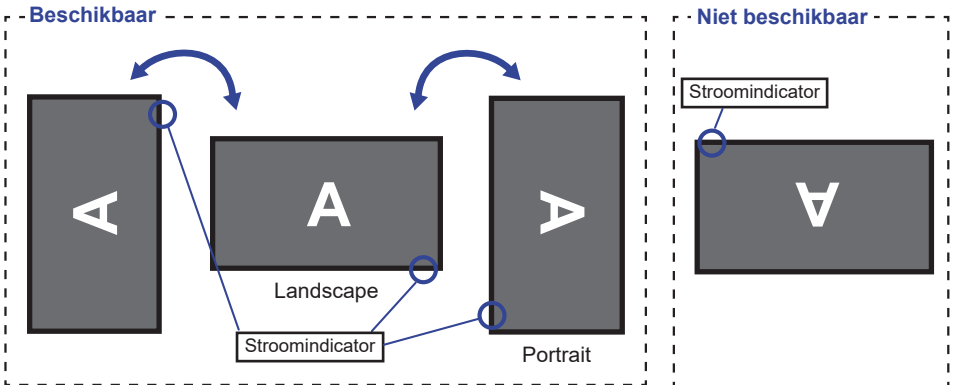 Beschikbaar
Niet beschikbaar
Stroomindicator
A
A
A
A
Landscape
Stroomindicator
Portrait